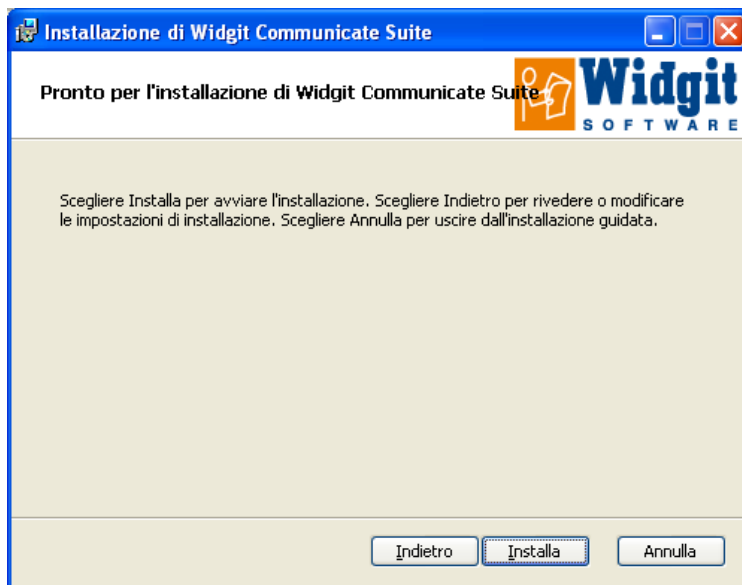 Installazione di Widgit Communicate Suite
Pronto per l'installazione di Widgit Communicate Suite
Widgit
SOFTWARE
Scegliere Installa per avviare l'installazione. Scegliere Indietro per rivedere o modificare
le impostazioni di installazione. Scegliere Annulla per uscire dall'installazione guidata.
Indietro
Installa
Annulla